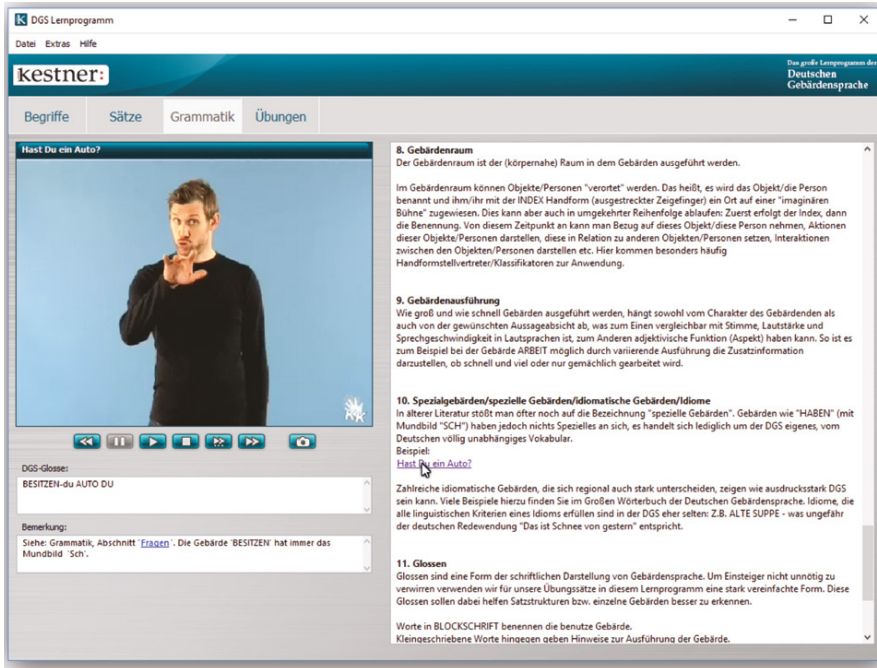 DGS Lernprogramm
Datei Extras Hilfe
kestner:
Das große Lernprogramm der
Deutschen
Gebärdensprache
Begriffe Sätze Grammatik Übungen
Hast Du ein Auto?
DGS-Glosse:
BESITZEN-du AUTO DU
Bemerkung:
Siehe: Grammatik, Abschnitt ´Fragen´. Die Gebärde ´BESITZEN´ hat immer das
Mundbild ´Sch´.
8. Gebärdenraum
Der Gebärdenraum ist der (körpernahe) Raum in dem Gebärden ausgeführt werden.
Im Gebärdenraum können Objekte/Personen "verortet" werden. Das heißt, es wird das Objekt/die Person
benannt und ihm/ihr mit der INDEX Handform (ausgestreckter Zeigefinger) ein Ort auf einer "imaginären
Bühne" zugewiesen. Dies kann aber auch in umgekehrter Reihenfolge ablaufen: Zuerst erfolgt der Index, dann
die Benennung. Von diesem Zeitpunkt an kann man Bezug auf dieses Objekt/diese Person nehmen, Aktionen
dieser Objekte/Personen darstellen, diese in Relation zu anderen Objekten/Personen setzen, Interaktionen
zwischen den Objekten/Personen darstellen etc. Hier kommen besonders häufig
Handformstellvertreter/Klassifikatoren zur Anwendung.
9. Gebärdenausführung
Wie groß und wie schnell Gebärden ausgeführt werden, hängt sowohl vom Charakter des Gebärdenden als
auch von der gewünschten Aussageabsicht ab, was zum Einen vergleichbar mit Stimme, Lautstärke und
Sprechgeschwindigkeit in Lautsprachen ist, zum Anderen adjektivische Funktion (Aspekt) haben kann. So ist es
zum Beispiel bei der Gebärde ARBEIT möglich durch variierende Ausführung die Zusatzinformation
darzustellen, ob schnell und viel oder nur gemächlich gearbeitet wird.
10. Spezialgebärden/spezielle Gebärden/idiomatische Gebärden/Idiome
In älterer Literatur stößt man öfter noch auf die Bezeichnung "spezielle Gebärden". Gebärden wie "HABEN" (mit
Mundbild "SCH") haben jedoch nichts Spezielles an sich, es handelt sich lediglich um der DGS eigenes, vom
Deutschen völlig unabhängiges Vokabular.
Beispiel:
Hast Du ein Auto?
Zahlreiche idiomatische Gebärden, die sich regional auch stark unterscheiden, zeigen wie ausdrucksstark DGS
sein kann. Viele Beispiele hierzu finden Sie im Großen Wörterbuch der Deutschen Gebärdensprache. Idiome, die
alle linguistischen Kriterien eines Idioms erfüllen sind in der DGS eher selten: Z.B. ALTE SUPPE - was ungefähr
der deutschen Redewendung "Das ist Schnee von gestern" entspricht.
11. Glossen
Glossen sind eine Form der schriftlichen Darstellung von Gebärdensprache. Um Einsteiger nicht unnötig zu
verwirren verwenden wir für unsere Übungssätze in diesem Lernprogramm eine stark vereinfachte Form. Diese
Glossen sollen dabei helfen Satzstrukturen bzw. einzelne Gebärden besser zu erkennen.
Worte in BLOCKSCHRIFT benennen die benutze Gebärde.
Kleingeschriebene Worte hingegen geben Hinweise zur Ausführung der Gebärde.